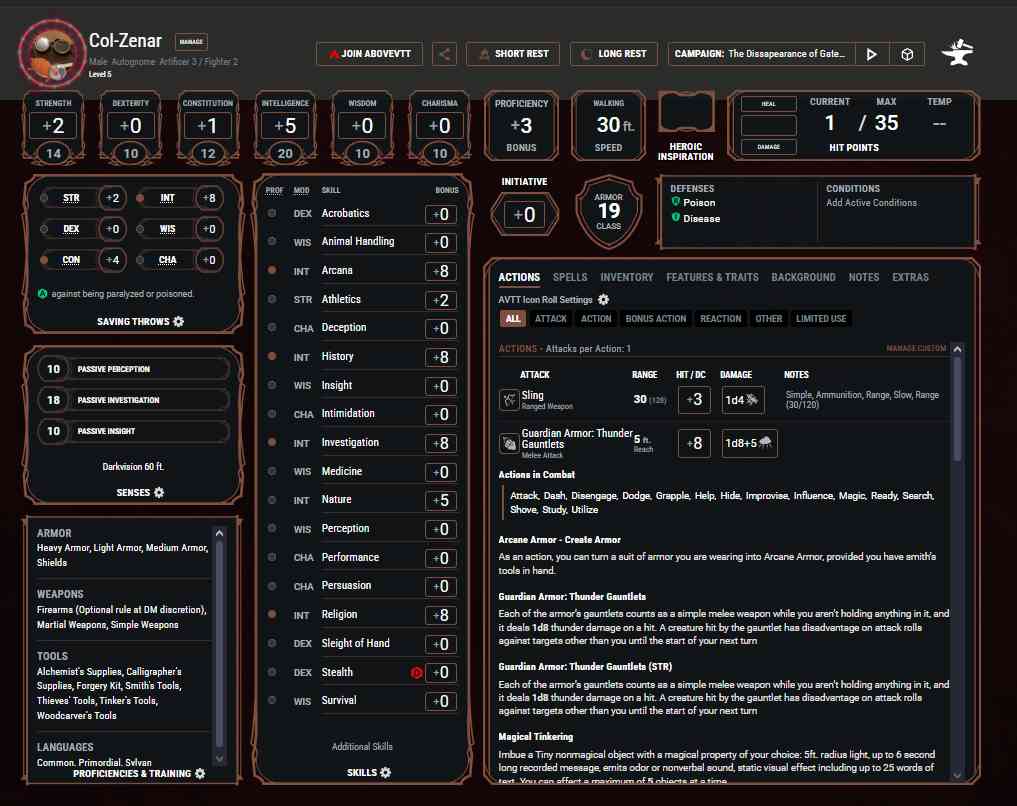 Col-Zenar MANAGE
Male Autognome Artificer 3 / Fighter 2
Level 5
JOIN ABOVEVTT
SHORT REST
LONG REST
CAMPAIGN: The Dissapearance of Gate...
STRENGTH
+2
14
DEXTERITY
+0
10
CONSTITUTION
+1
12
INTELLIGENCE
+5
20
WISDOM
+0
10
CHARISMA
+0
10
PROFICIENCY
+3
BONUS
WALKING
30 ft.
SPEED
HEROIC
INSPIRATION
HEAL
DAMAGE
CURRENT MAX TEMP
1 / 35 --
HIT POINTS
STR +2 INT +8
DEX +0 WIS +0
CON +4 CHA +0
against being paralyzed or poisoned.
SAVING THROWS
10 PASSIVE PERCEPTION
18 PASSIVE INVESTIGATION
10 PASSIVE INSIGHT
Darkvision 60 ft.
SENSES
ARMOR
Heavy Armor, Light Armor, Medium Armor,
Shields
WEAPONS
Firearms (Optional rule at DM discretion),
Martial Weapons, Simple Weapons
TOOLS
Alchemist's Supplies, Calligrapher's
Supplies, Forgery Kit, Smith's Tools,
Thieves' Tools, Tinker's Tools,
Woodcarver's Tools
LANGUAGES
Common, Primordial, Sylvan
PROFICIENCIES & TRAINING
PROF MOD SKILL BONUS
DEX Acrobatics +0
WIS Animal Handling +0
INT Arcana +8
STR Athletics +2
CHA Deception +0
INT History +8
WIS Insight +0
CHA Intimidation +0
INT Investigation +8
WIS Medicine +0
INT Nature +5
WIS Perception +0
CHA Performance +0
CHA Persuasion +0
INT Religion +8
DEX Sleight of Hand +0
DEX Stealth D +0
WIS Survival +0
Additional Skills
SKILLS
INITIATIVE
+0
ARMOR
19
CLASS
DEFENSES
Poison
Disease
CONDITIONS
Add Active Conditions
ACTIONS SPELLS INVENTORY FEATURES & TRAITS BACKGROUND NOTES EXTRAS
AVTT Icon Roll Settings
ALL ATTACK ACTION BONUS ACTION REACTION OTHER LIMITED USE
ACTIONS • Attacks per Action: 1 MANAGE CUSTOM
ATTACK RANGE HIT / DC DAMAGE NOTES
Sling
Ranged Weapon
30 (120) +3 1d4 Simple, Ammunition, Range, Slow, Range
(30/120)
Guardian Armor: Thunder
Gauntlets
Melee Attack
5 ft.
Reach
+8 1d8+5
Actions in Combat
Attack, Dash, Disengage, Dodge, Grapple, Help, Hide, Improvise, Influence, Magic, Ready, Search,
Shove, Study, Utilize
Arcane Armor - Create Armor
As an action, you can turn a suit of armor you are wearing into Arcane Armor, provided you have smith's
tools in hand.
Guardian Armor: Thunder Gauntlets
Each of the armor's gauntlets counts as a simple melee weapon while you aren't holding anything in it, and
it deals 1d8 thunder damage on a hit. A creature hit by the gauntlet has disadvantage on attack rolls
against targets other than you until the start of your next turn
Guardian Armor: Thunder Gauntlets (STR)
Each of the armor's gauntlets counts as a simple melee weapon while you aren't holding anything in it, and
it deals 1d8 thunder damage on a hit. A creature hit by the gauntlet has disadvantage on attack rolls
against targets other than you until the start of your next turn
Magical Tinkering
Imbue a Tiny nonmagical object with a magical property of your choice: 5ft. radius light, up to 6 second
long recorded message, emits odor or nonverbal sound, static visual effect including up to 25 words of
text. You can affect a maximum of 5 objects at a time